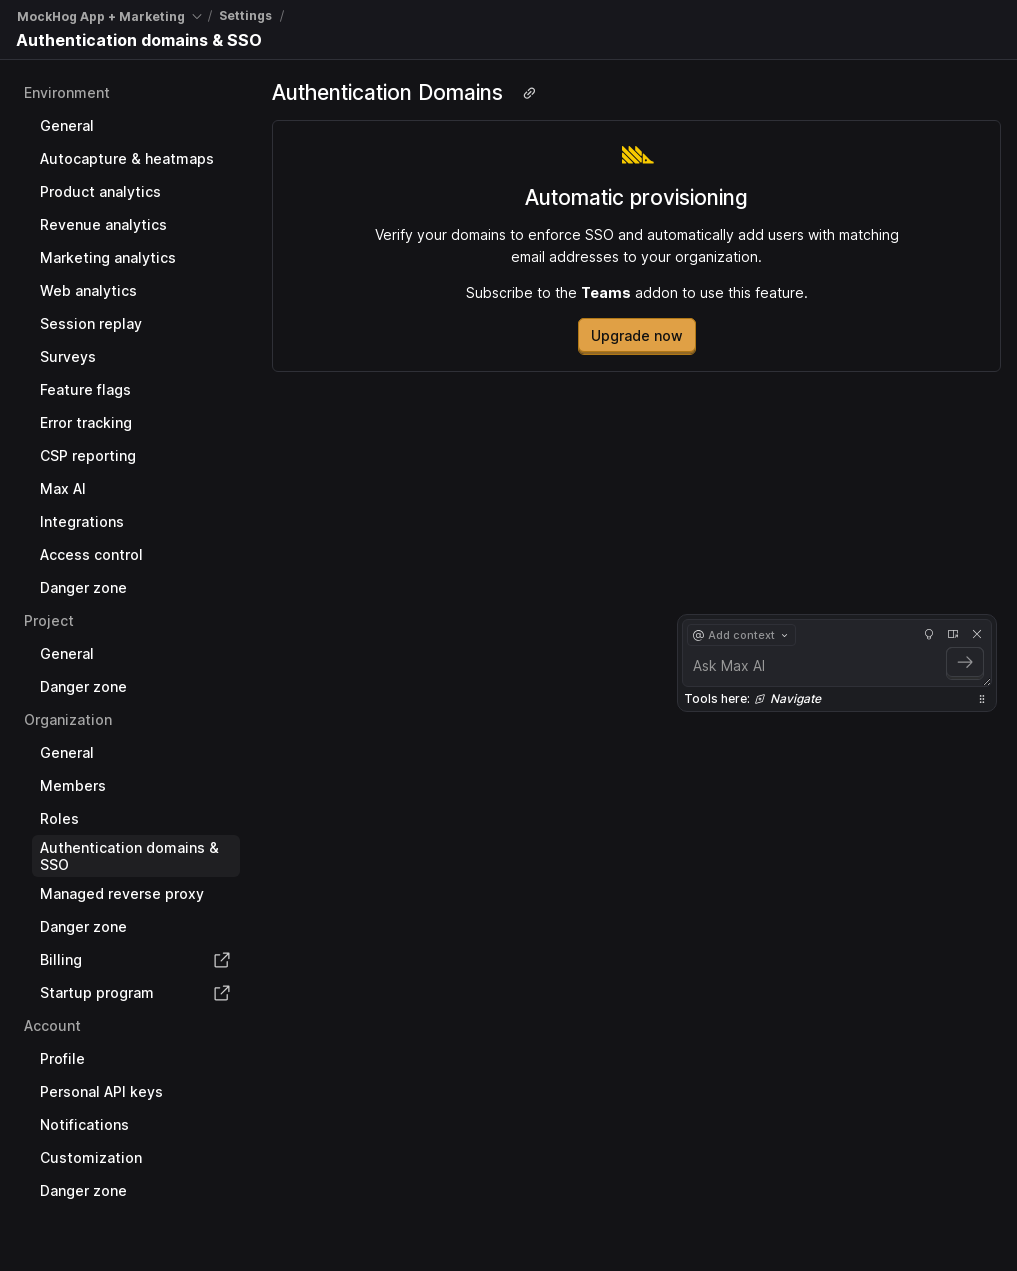 MockHog App + Marketing / Settings /
Authentication domains & SSO
Environment
General
Autocapture & heatmaps
Product analytics
Revenue analytics
Marketing analytics
Web analytics
Session replay
Surveys
Feature flags
Error tracking
CSP reporting
Max AI
Integrations
Access control
Danger zone
Project
General
Danger zone
Organization
General
Members
Roles
Authentication domains &
SSO
Managed reverse proxy
Danger zone
Billing
Startup program
Account
Profile
Personal API keys
Notifications
Customization
Danger zone
Authentication Domains
Automatic provisioning
Verify your domains to enforce SSO and automatically add users with matching
email addresses to your organization.
Subscribe to the Teams addon to use this feature.
Upgrade now
@ Add context
Ask Max AI
Tools here: Navigate